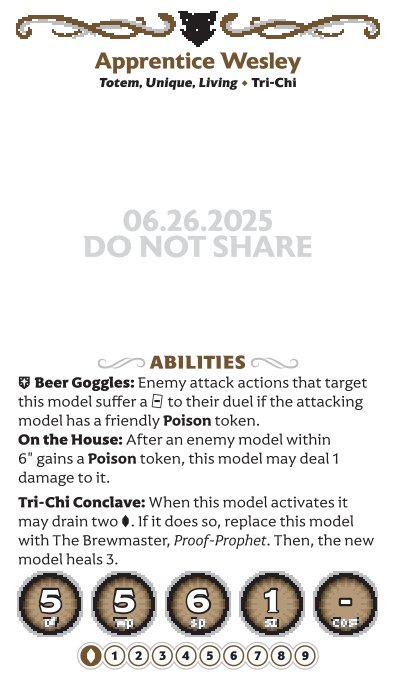 Apprentice Wesley
Totem, Unique, Living • Tri-Chi
06.26.2025
DO NOT SHARE
ABILITIES
Beer Goggles: Enemy attack actions that target
this model suffer a - to their duel if the attacking
model has a friendly Poison token.
On the House: After an enemy model within
6" gains a Poison token, this model may deal 1
damage to it.
Tri-Chi Conclave: When this model activates it
may drain two . If it does so, replace this model
with The Brewmaster, Proof-Prophet. Then, the new
model heals 3.
5 5 6 1 -
Df Wp Sp Sz Cost
1 2 3 4 5 6 7 8 9